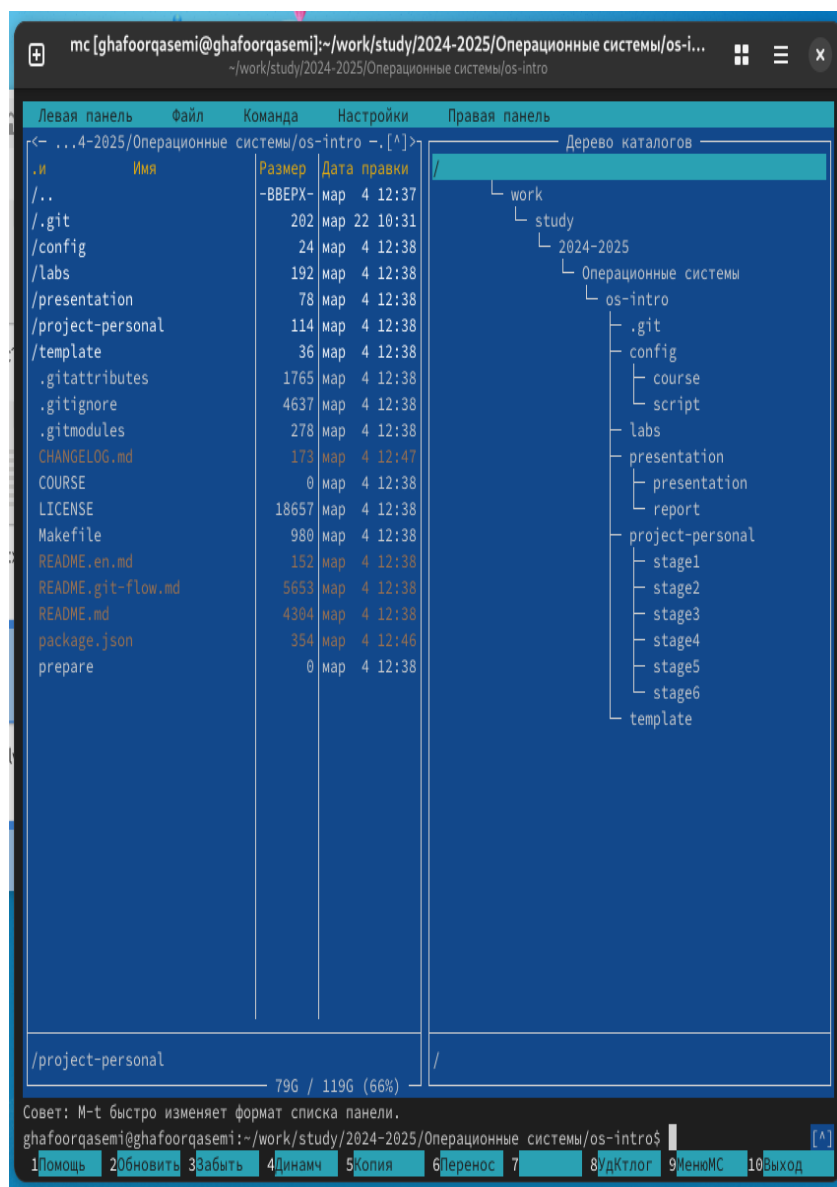 mc [ghafoorqasemi@ghafoorqasemi]:~/work/study/2024-2025/Операционные системы/os-i...
~/work/study/2024-2025/Операционные системы/os-intro
Левая панель Файл Команда Настройки Правая панель
<— ...4-2025/Операционные системы/os-intro —.[^]>
.и Имя Размер Дата правки
/.. -ВВЕРХ- мар 4 12:37
/.git 202 мар 22 10:31
/config 24 мар 4 12:38
/labs 192 мар 4 12:38
/presentation 78 мар 4 12:38
/project-personal 114 мар 4 12:38
/template 36 мар 4 12:38
.gitattributes 1765 мар 4 12:38
.gitignore 4637 мар 4 12:38
.gitmodules 278 мар 4 12:38
CHANGELOG.md 173 мар 4 12:47
COURSE 0 мар 4 12:38
LICENSE 18657 мар 4 12:38
Makefile 980 мар 4 12:38
README.en.md 152 мар 4 12:38
README.git-flow.md 5653 мар 4 12:38
README.md 4304 мар 4 12:38
package.json 354 мар 4 12:46
prepare 0 мар 4 12:38
/project-personal
79G / 119G (66%)
Дерево каталогов
/
work
study
2024-2025
Операционные системы
os-intro
.git
config
course
script
labs
presentation
presentation
report
project-personal
stage1
stage2
stage3
stage4
stage5
stage6
template
/
Совет: M-t быстро изменяет формат списка панели.
ghafoorqasemi@ghafoorqasemi:~/work/study/2024-2025/Операционные системы/os-intro$ [^]
1Помощь 2Обновить 3Забыть 4Динамч 5Копия 6Перенос 7 8УдКтлог 9МенюMC 10Выход